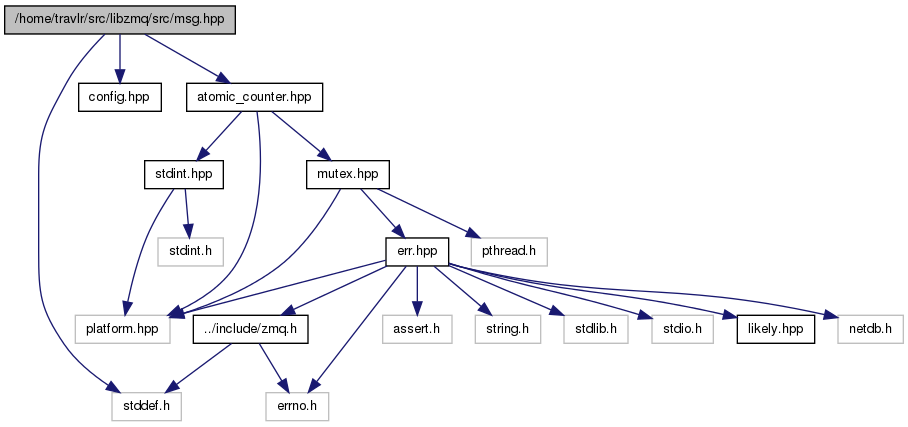 /home/travlr/src/libzmq/src/msg.hpp
config.hpp
atomic_counter.hpp
stdint.hpp
mutex.hpp
stdint.h
err.hpp
pthread.h
platform.hpp
../include/zmq.h
assert.h
string.h
stdlib.h
stdio.h
likely.hpp
netdb.h
stddef.h
errno.h